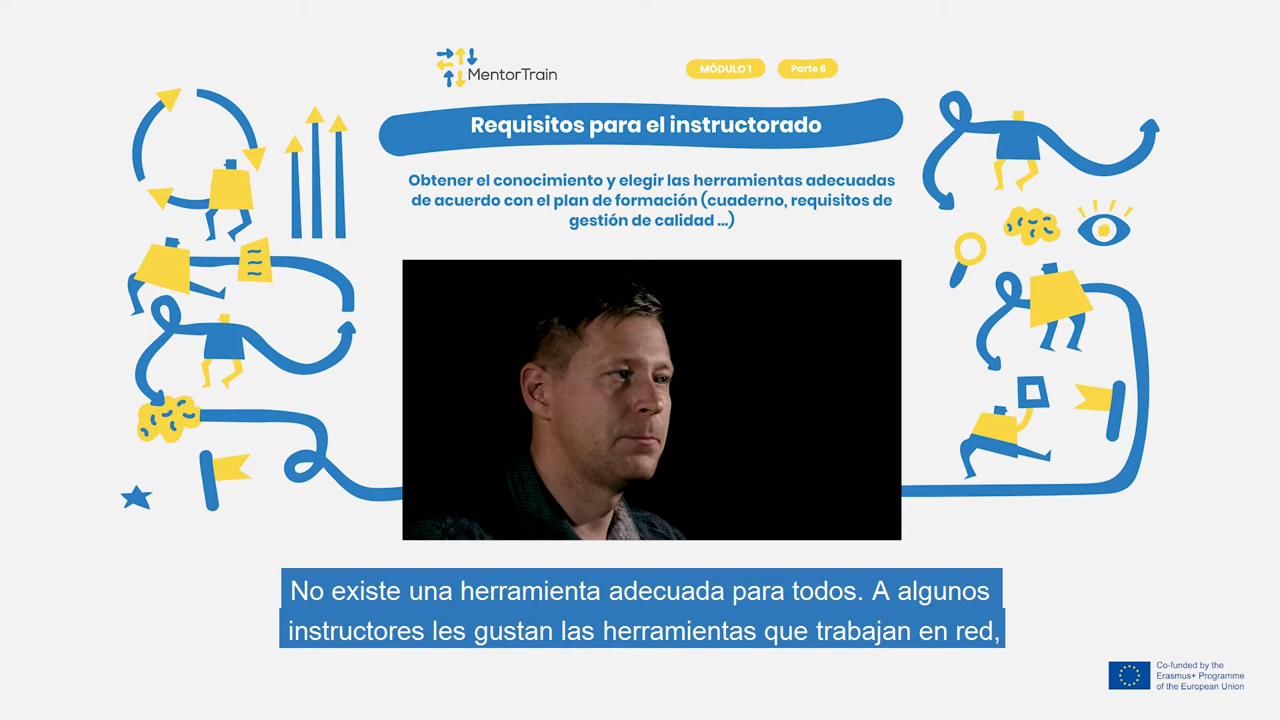 MentorTrain
MÓDULO 1
Parte 6
Requisitos para el instructorado
Obtener el conocimiento y elegir las herramientas adecuadas
de acuerdo con el plan de formación (cuaderno, requisitos de
gestión de calidad ...)
No existe una herramienta adecuada para todos. A algunos
instructores les gustan las herramientas que trabajan en red,
Co-funded by the
Erasmus+ Programme
of the European Union